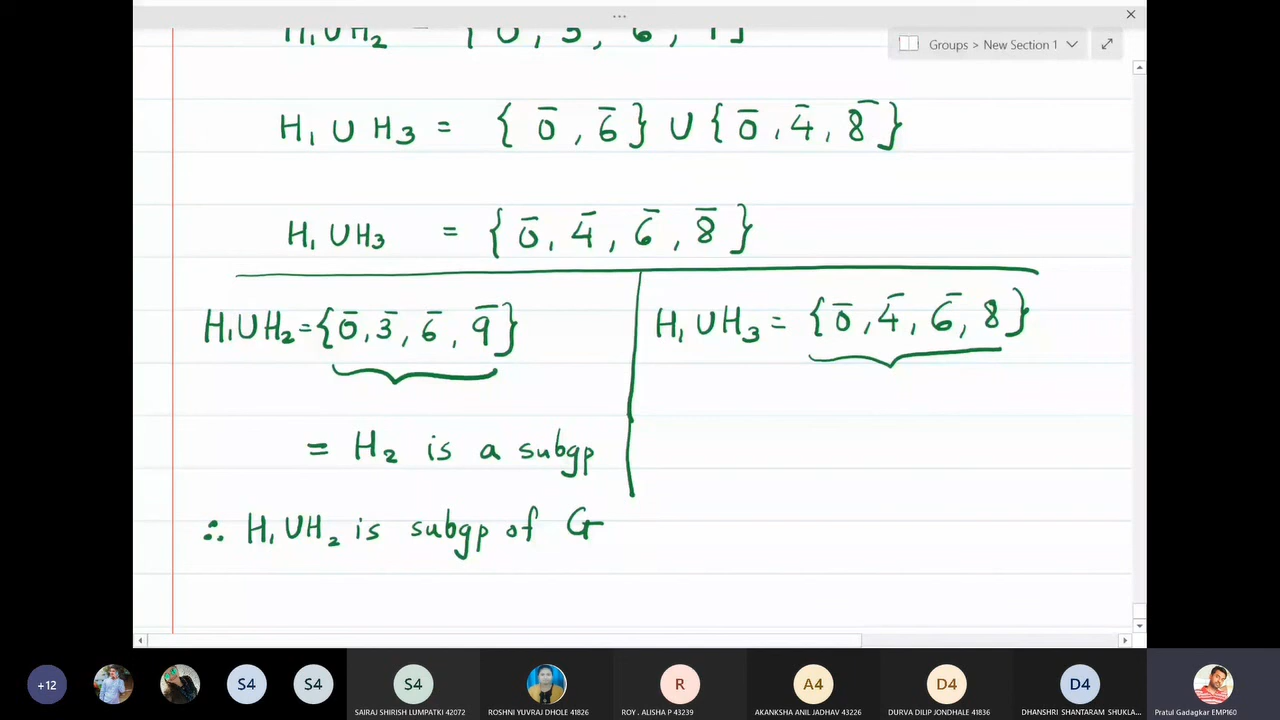 Groups > New Section 1
H₁ ∪ H₃ = { 0̄ , 6̄ } ∪ { 0̄ , 4̄ , 8̄ }
H₁ ∪ H₃ = { 0̄ , 4̄ , 6̄ , 8̄ }
H₁∪H₂ = { 0̄ , 3̄ , 6̄ , 9̄ }
= H₂ is a subgp
∴ H₁∪H₂ is subgp of G
H₁ ∪ H₃ = { 0̄ , 4̄ , 6̄ , 8̄ }
+12
S4
S4
S4
R
A4
D4
D4
SAIRAJ SHIRISH LUMPATKI 42072
ROSHNI YUVRAJ DHOLE 41826
ROY . ALISHA P 43239
AKANKSHA ANIL JADHAV 43226
DURVA DILIP JONDHALE 41836
DHANSHRI SHANTARAM SHUKLA...
Pratul Gadagkar EMP160